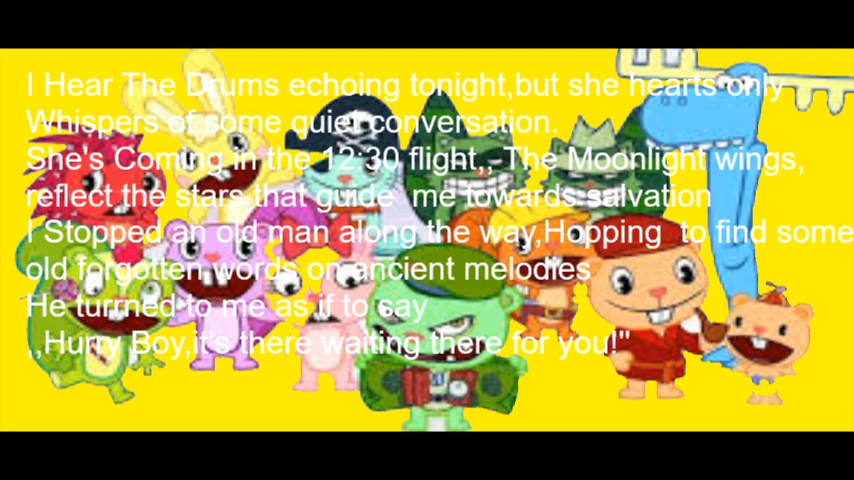 I Hear The Drums echoing tonight,but she hearts only
Whispers of some quiet conversation.
She's Coming in the 12:30 flight,, The Moonlight wings,
reflect the stars that guide  me towards salvation
I Stopped an old man along the way,Hopping  to find some
old forgotten words on ancient melodies
He turrned to me as if to say
,,Hurry Boy,it's there waiting there for you!"